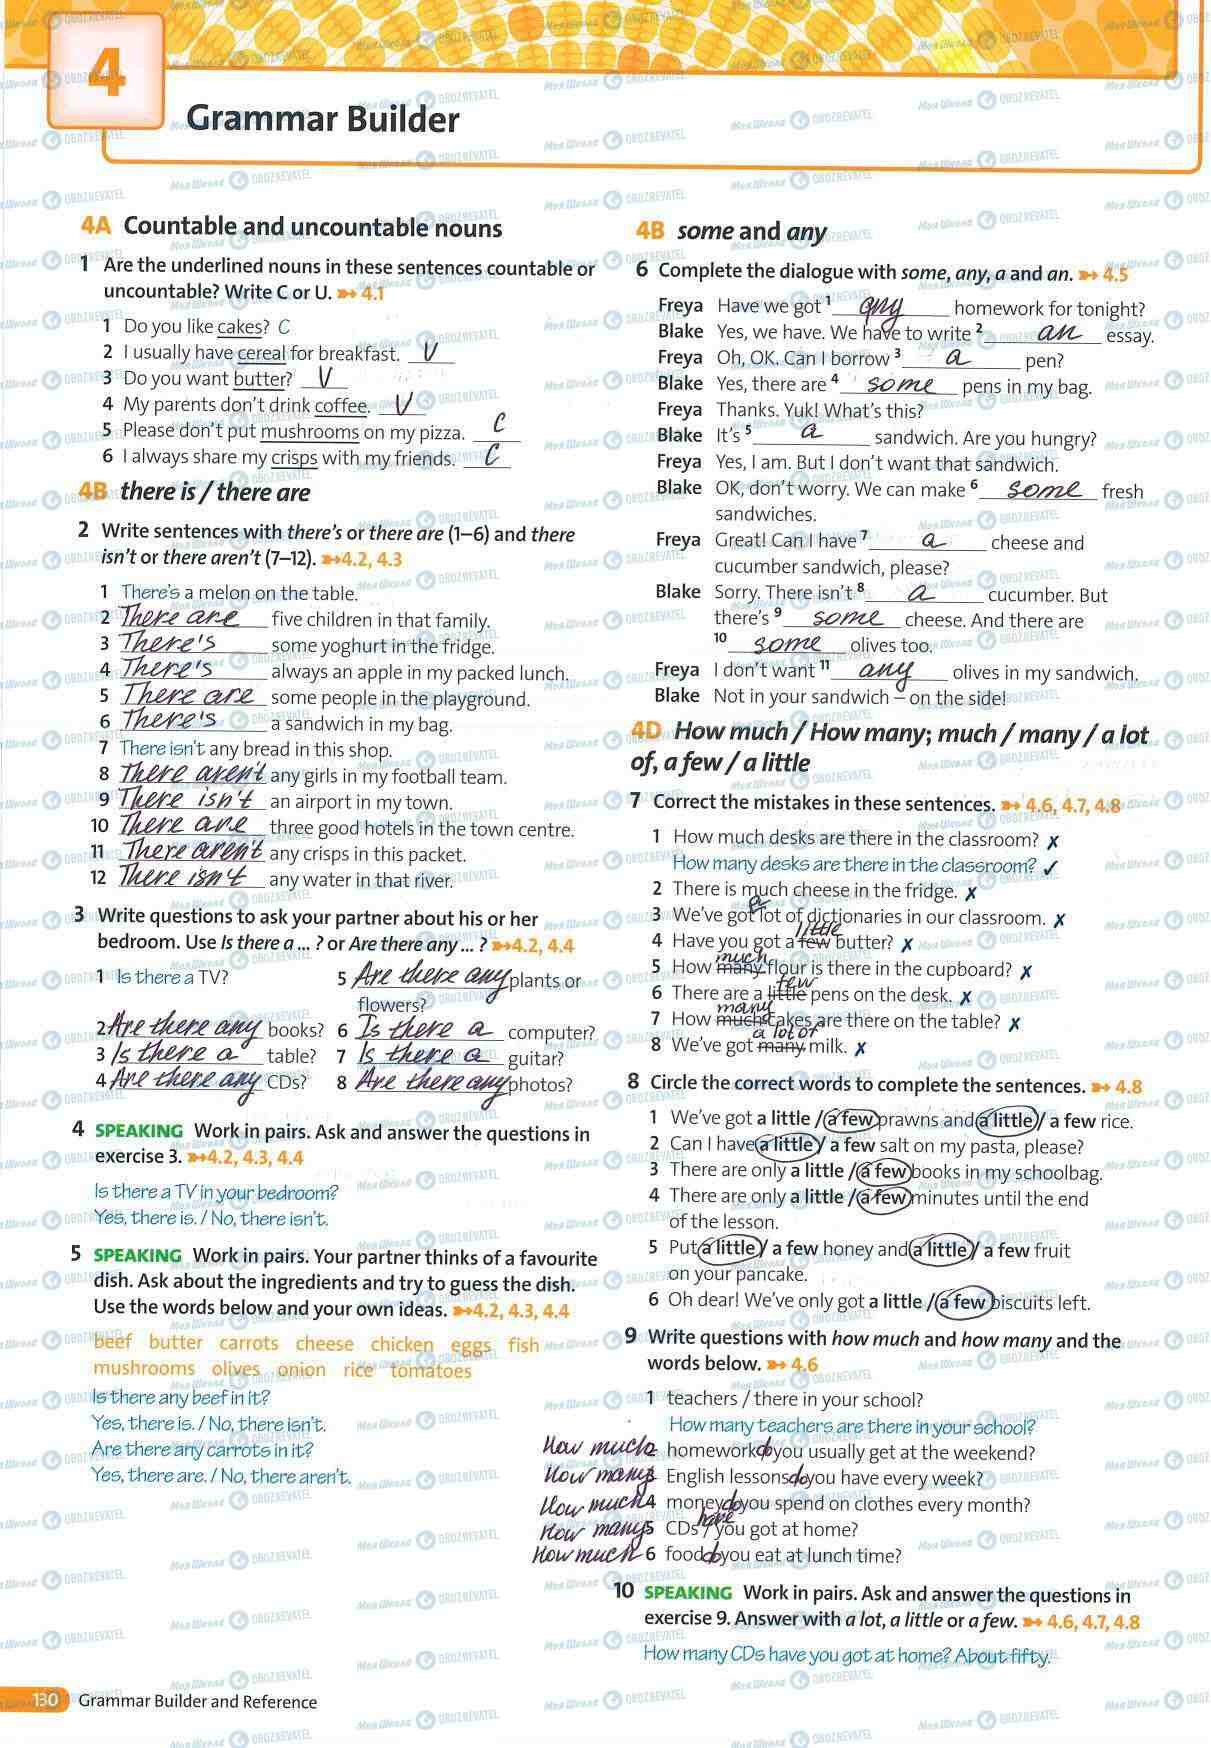 4
Grammar Builder
4A Countable and uncountable nouns
1 Are the underlined nouns in these sentences countable or
uncountable? Write C or U. ➻ 4.1
1 Do you like cakes? C
2 I usually have cereal for breakfast. U
3 Do you want butter? U
4 My parents don't drink coffee. U
5 Please don't put mushrooms on my pizza. C
6 I always share my crisps with my friends. C
4B there is / there are
2 Write sentences with there's or there are (1–6) and there
isn't or there aren't (7–12). ➻ 4.2, 4.3
1 There's a melon on the table.
2 There are five children in that family.
3 There's some yoghurt in the fridge.
4 There's always an apple in my packed lunch.
5 There are some people in the playground.
6 There's a sandwich in my bag.
7 There isn't any bread in this shop.
8 There aren't any girls in my football team.
9 There isn't an airport in my town.
10 There are three good hotels in the town centre.
11 There aren't any crisps in this packet.
12 There isn't any water in that river.
3 Write questions to ask your partner about his or her
bedroom. Use Is there a ... ? or Are there any ... ? ➻ 4.2, 4.4
1 Is there a TV?
2 Are there any books?
3 Is there a table?
4 Are there any CDs?
5 Are there any plants or
flowers?
6 Is there a computer?
7 Is there a guitar?
8 Are there any photos?
4 SPEAKING Work in pairs. Ask and answer the questions in
exercise 3. ➻ 4.2, 4.3, 4.4
Is there a TV in your bedroom?
Yes, there is. / No, there isn't.
5 SPEAKING Work in pairs. Your partner thinks of a favourite
dish. Ask about the ingredients and try to guess the dish.
Use the words below and your own ideas. ➻ 4.2, 4.3, 4.4
beef butter carrots cheese chicken eggs fish
mushrooms olives onion rice tomatoes
Is there any beef in it?
Yes, there is. / No, there isn't.
Are there any carrots in it?
Yes, there are. / No, there aren't.
4B some and any
6 Complete the dialogue with some, any, a and an. ➻ 4.5
Freya Have we got 1 any homework for tonight?
Blake Yes, we have. We have to write 2 an essay.
Freya Oh, OK. Can I borrow 3 a pen?
Blake Yes, there are 4 some pens in my bag.
Freya Thanks. Yuk! What's this?
Blake It's 5 a sandwich. Are you hungry?
Freya Yes, I am. But I don't want that sandwich.
Blake OK, don't worry. We can make 6 some fresh
sandwiches.
Freya Great! Can I have 7 a cheese and
cucumber sandwich, please?
Blake Sorry. There isn't 8 a cucumber. But
there's 9 some cheese. And there are
10 some olives too.
Freya I don't want 11 any olives in my sandwich.
Blake Not in your sandwich – on the side!
4D How much / How many; much / many / a lot
of, a few / a little
7 Correct the mistakes in these sentences. ➻ 4.6, 4.7, 4.8
1 How much desks are there in the classroom? ✗
How many desks are there in the classroom? ✓
2 There is much cheese in the fridge. ✗
a
3 We've got lot of dictionaries in our classroom. ✗
little
4 Have you got a few butter? ✗
much
5 How many flour is there in the cupboard? ✗
few
6 There are a little pens on the desk. ✗
many
7 How much cakes are there on the table? ✗
a lot of
8 We've got many milk. ✗
8 Circle the correct words to complete the sentences. ➻ 4.8
1 We've got a little / a few prawns and a little / a few rice.
2 Can I have a little / a few salt on my pasta, please?
3 There are only a little / a few books in my schoolbag.
4 There are only a little / a few minutes until the end
of the lesson.
5 Put a little / a few honey and a little / a few fruit
on your pancake.
6 Oh dear! We've only got a little / a few biscuits left.
9 Write questions with how much and how many and the
words below. ➻ 4.6
1 teachers / there in your school?
How many teachers are there in your school?
How much 2 homework do you usually get at the weekend?
How many 3 English lessons do you have every week?
How much 4 money do you spend on clothes every month?
have
How many 5 CDs / you got at home?
How much 6 food do you eat at lunch time?
10 SPEAKING Work in pairs. Ask and answer the questions in
exercise 9. Answer with a lot, a little or a few. ➻ 4.6, 4.7, 4.8
How many CDs have you got at home? About fifty.
130 Grammar Builder and Reference
Моя Школа OBOZREVATEL